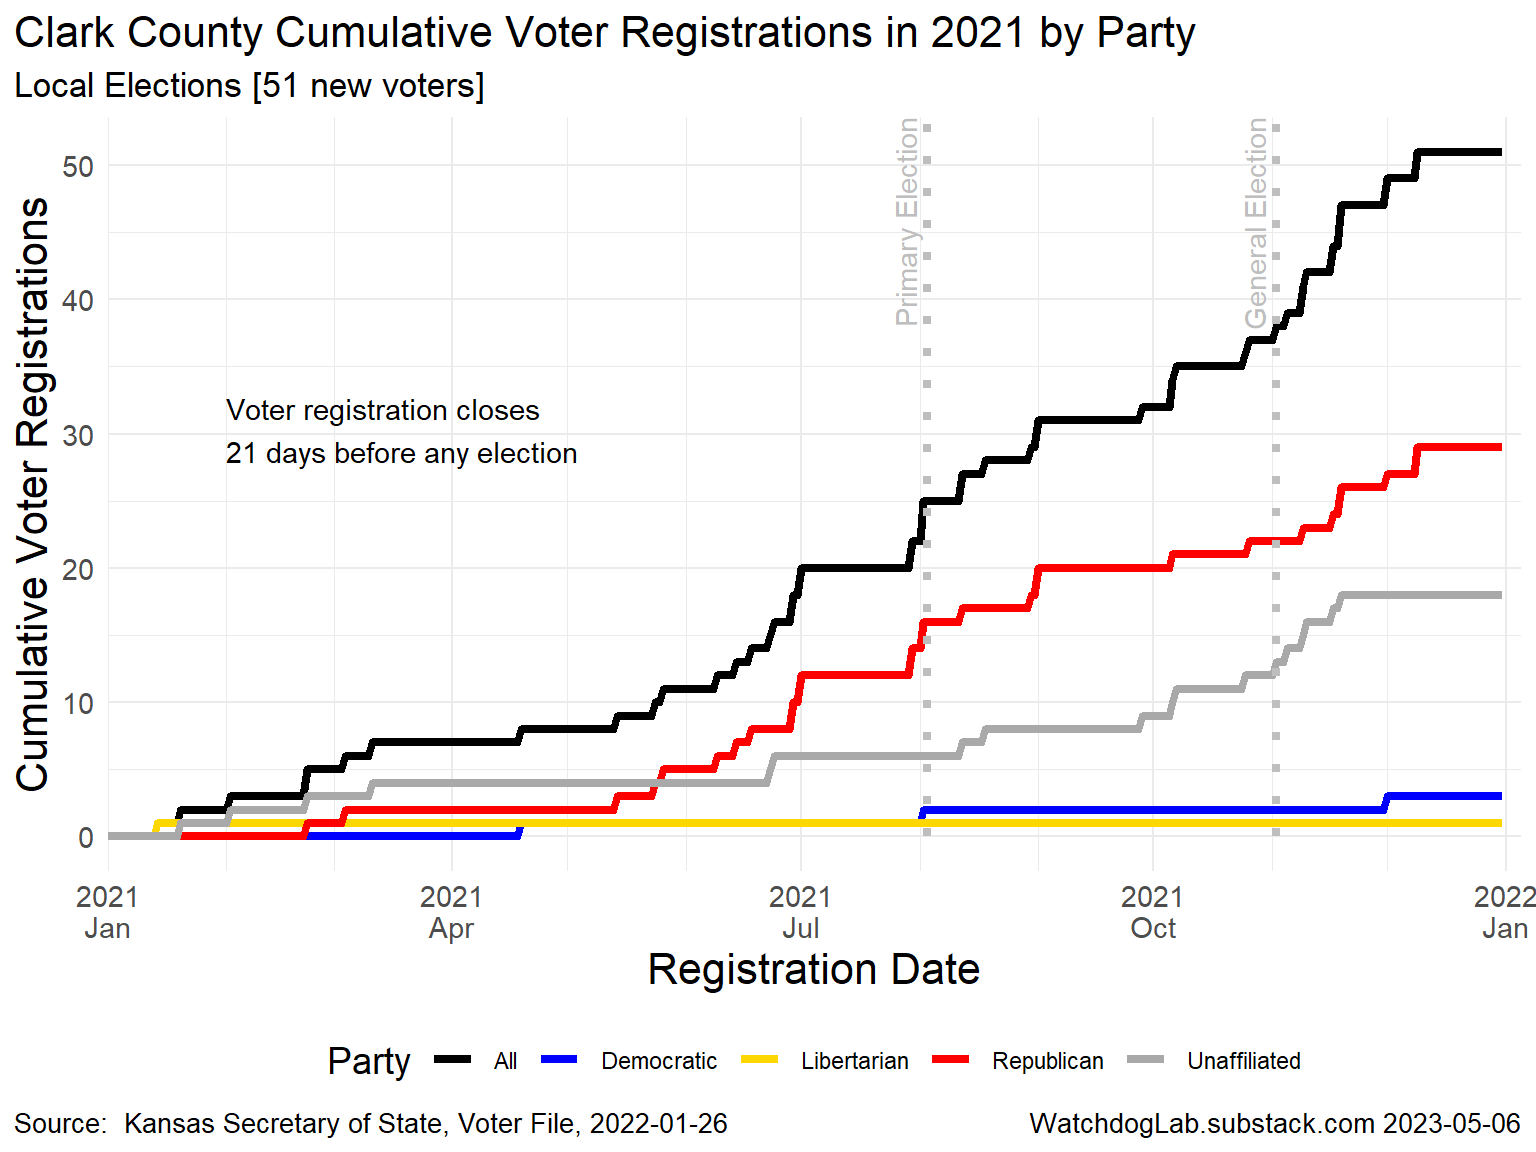 Clark County Cumulative Voter Registrations in 2021 by Party
Local Elections [51 new voters]
Cumulative Voter Registrations
50
40
30
20
10
0
Primary Election
General Election
Voter registration closes
21 days before any election
2021
Jan
2021
Apr
2021
Jul
2021
Oct
2022
Jan
Registration Date
Party All Democratic Libertarian Republican Unaffiliated
Source:  Kansas Secretary of State, Voter File, 2022-01-26
WatchdogLab.substack.com 2023-05-06